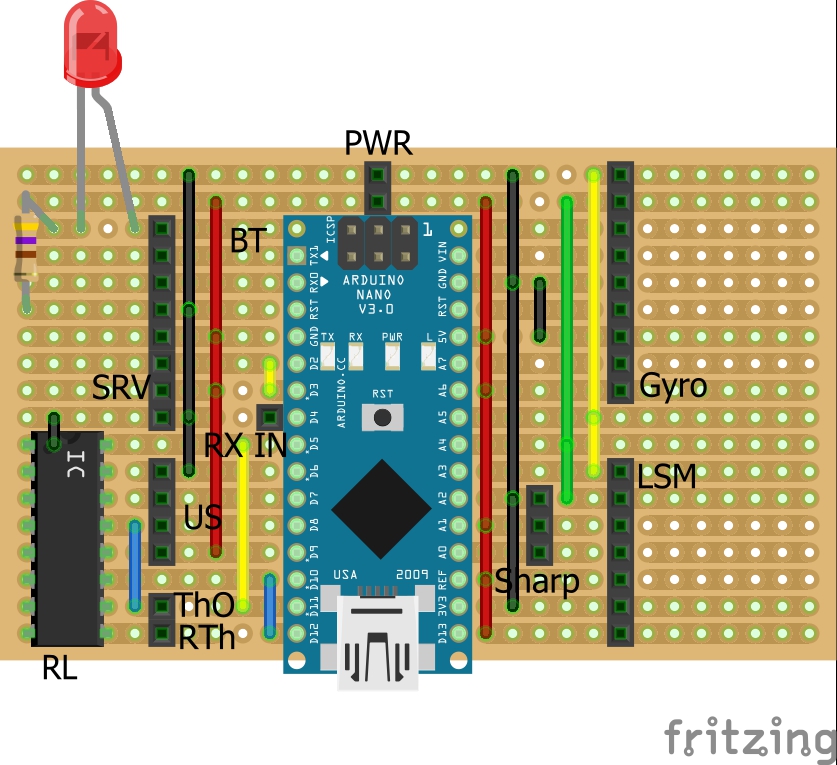 PWR
BT
ICSP
1
TX1
RX0
RST
GND
D2
D3
D4
D5
D6
D7
D8
D9
D10
D11
D12
VIN
GND
RST
5V
A7
A6
A5
A4
A3
A2
A1
A0
REF
3V3
D13
ARDUINO
NANO
V3.0
TX
RX
PWR
L
RST
ARDUINO.CC
USA
2009
SRV
RX IN
IC
US
ThO
RTh
RL
Gyro
LSM
Sharp
fritzing